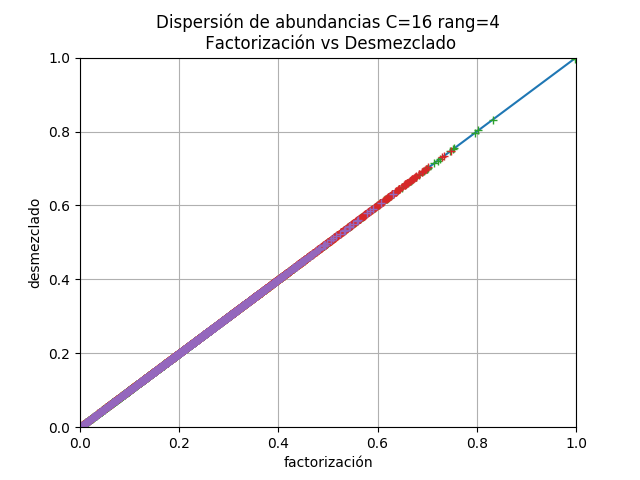 Dispersión de abundancias C=16 rang=4
Factorización vs Desmezclado
1.0
0.8
0.6
0.4
0.2
0.0
desmezclado
0.0 0.2 0.4 0.6 0.8 1.0
factorización